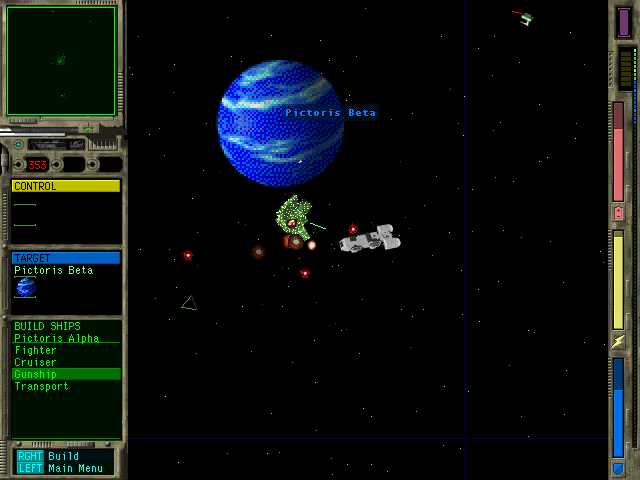 353
CONTROL
TARGET
Pictoris Beta
BUILD SHIPS
Pictoris Alpha
Fighter
Cruiser
Gunship
Transport
RGHT Build
LEFT Main Menu
Pictoris Beta